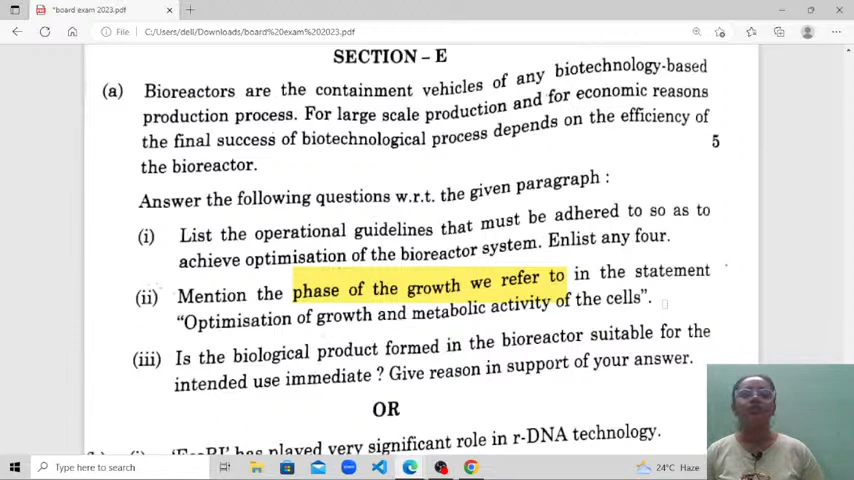 *board exam 2023.pdf
File
C:/Users/dell/Downloads/board%20exam%202023.pdf
SECTION – E
(a) Bioreactors are the containment vehicles of any biotechnology-based
production process. For large scale production and for economic reasons
the final success of biotechnological process depends on the efficiency of
the bioreactor. 5
Answer the following questions w.r.t. the given paragraph :
(i) List the operational guidelines that must be adhered to so as to
achieve optimisation of the bioreactor system. Enlist any four.
(ii) Mention the phase of the growth we refer to in the statement
“Optimisation of growth and metabolic activity of the cells”.
(iii) Is the biological product formed in the bioreactor suitable for the
intended use immediate ? Give reason in support of your answer.
OR
(i) 'EcoRI' has played very significant role in r-DNA technology.
Type here to search
24°C Haze